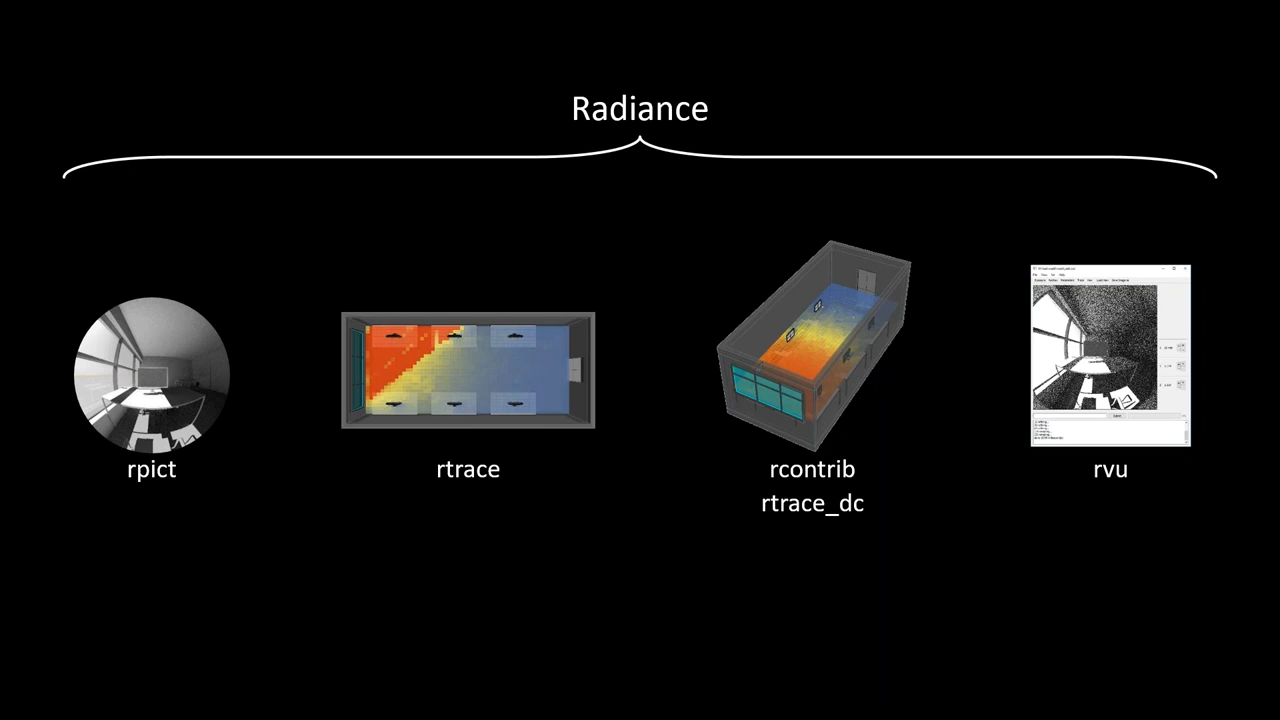 Radiance
rpict
rtrace
rcontrib
rtrace_dc
rvu